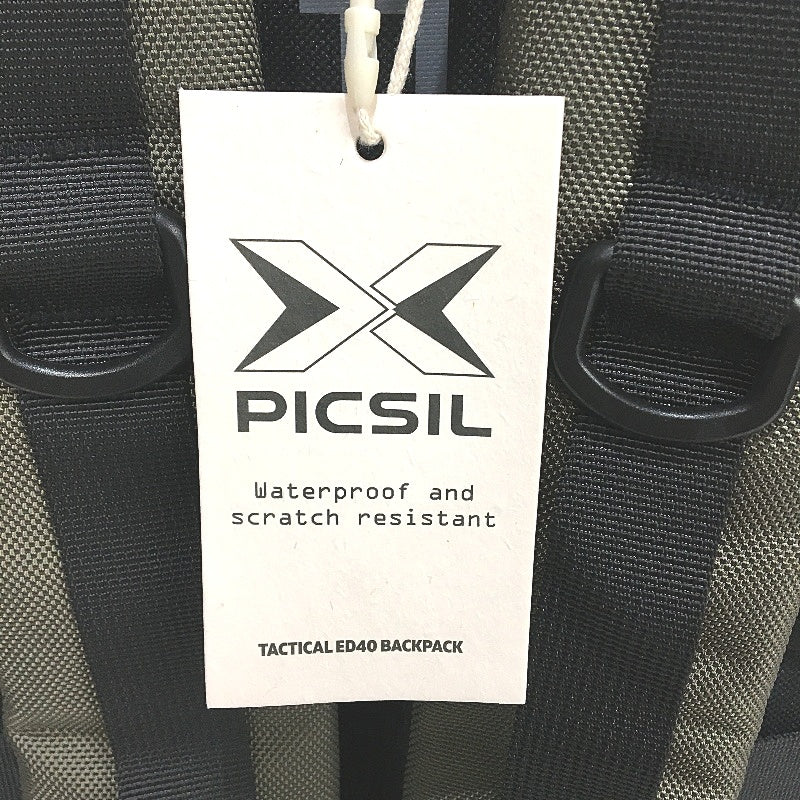 PICSIL
Waterproof and
scratch resistant
TACTICAL ED40 BACKPACK